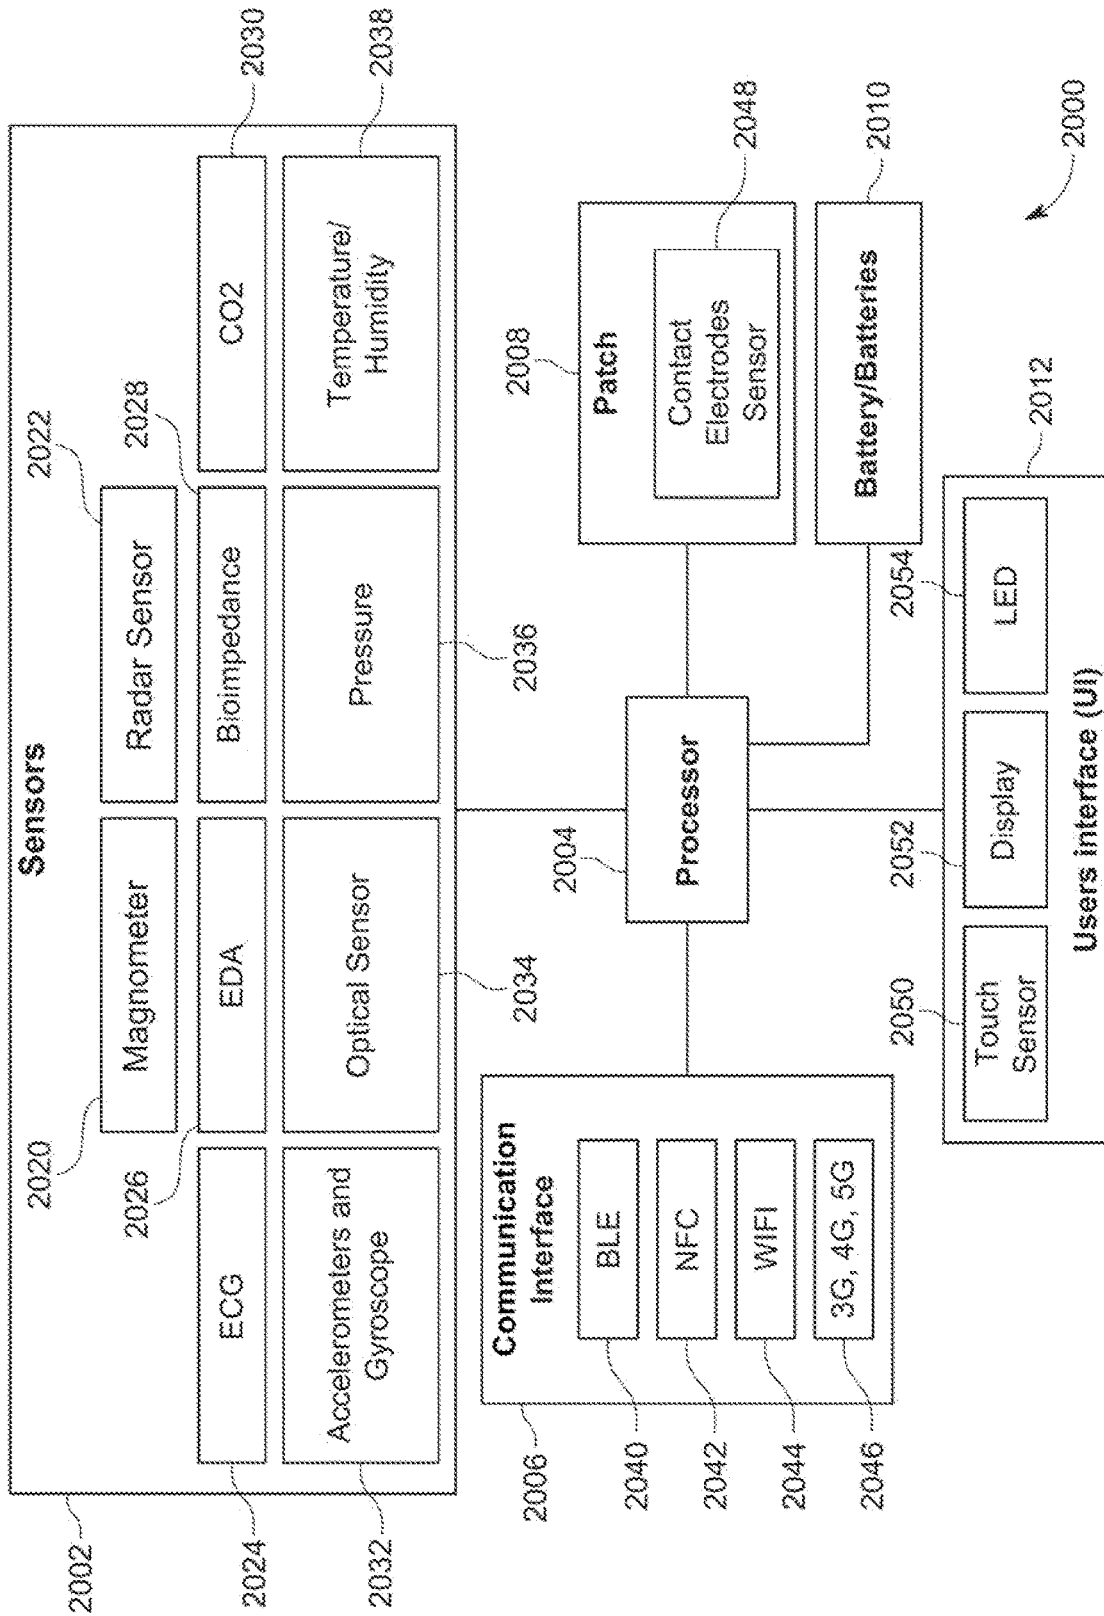 Sensors
2002
2020
Magnometer
2022
Radar Sensor
2024
ECG
2026
EDA
2028
Bioimpedance
2030
CO2
2032
Accelerometers and
Gyroscope
2034
Optical Sensor
2036
Pressure
2038
Temperature/
Humidity
2006
Communication
Interface
2040
BLE
2042
NFC
2044
WIFI
2046
3G, 4G, 5G
2004
Processor
2008
Patch
2048
Contact
Electrodes
Sensor
2010
Battery/Batteries
2012
2050
Touch
Sensor
2052
Display
2054
LED
Users interface (UI)
2000